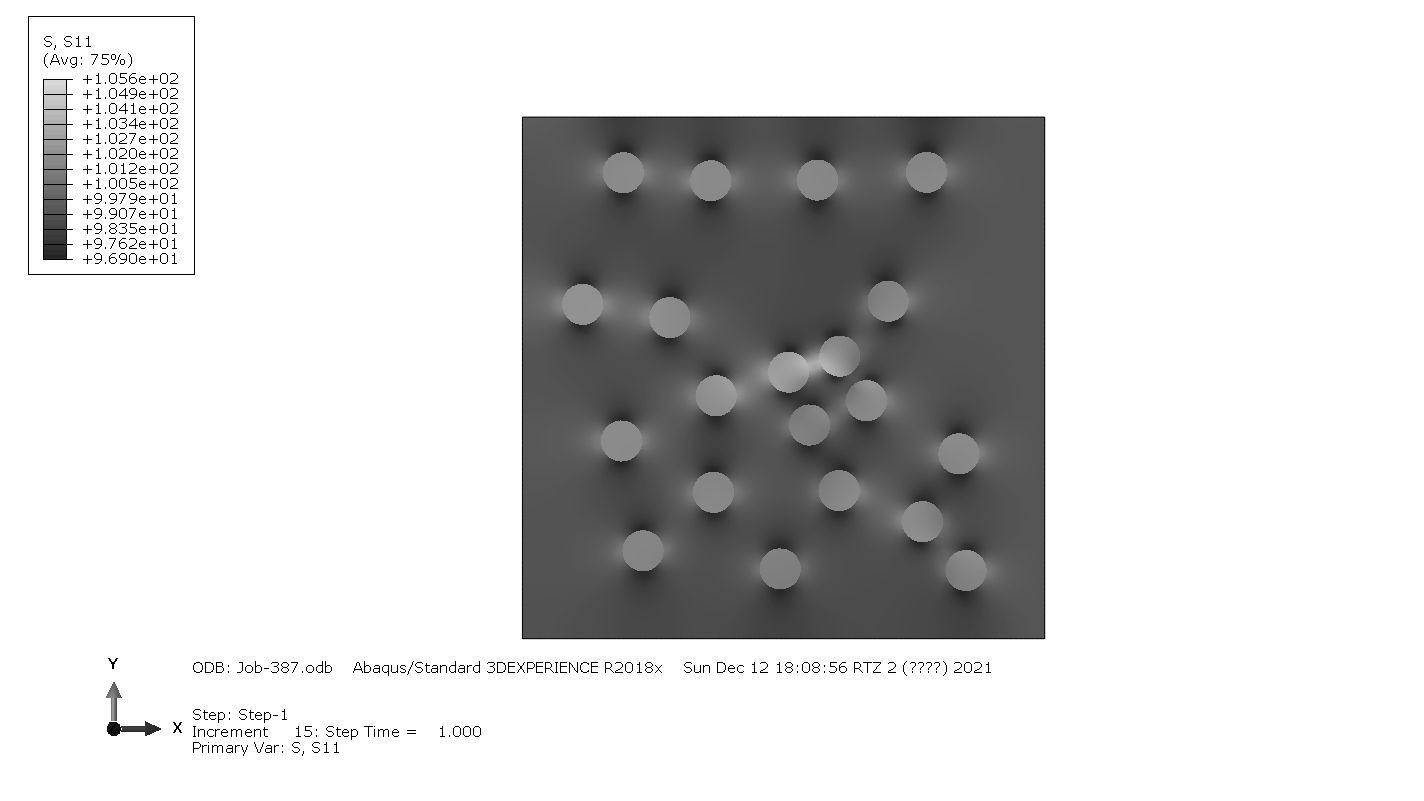 S, S11
(Avg: 75%)
+1.056e+02
+1.049e+02
+1.041e+02
+1.034e+02
+1.027e+02
+1.020e+02
+1.012e+02
+1.005e+02
+9.979e+01
+9.907e+01
+9.835e+01
+9.762e+01
+9.690e+01
Y
X
ODB: Job-387.odb    Abaqus/Standard 3DEXPERIENCE R2018x    Sun Dec 12 18:08:56 RTZ 2 (????) 2021
Step: Step-1
Increment     15: Step Time =    1.000
Primary Var: S, S11